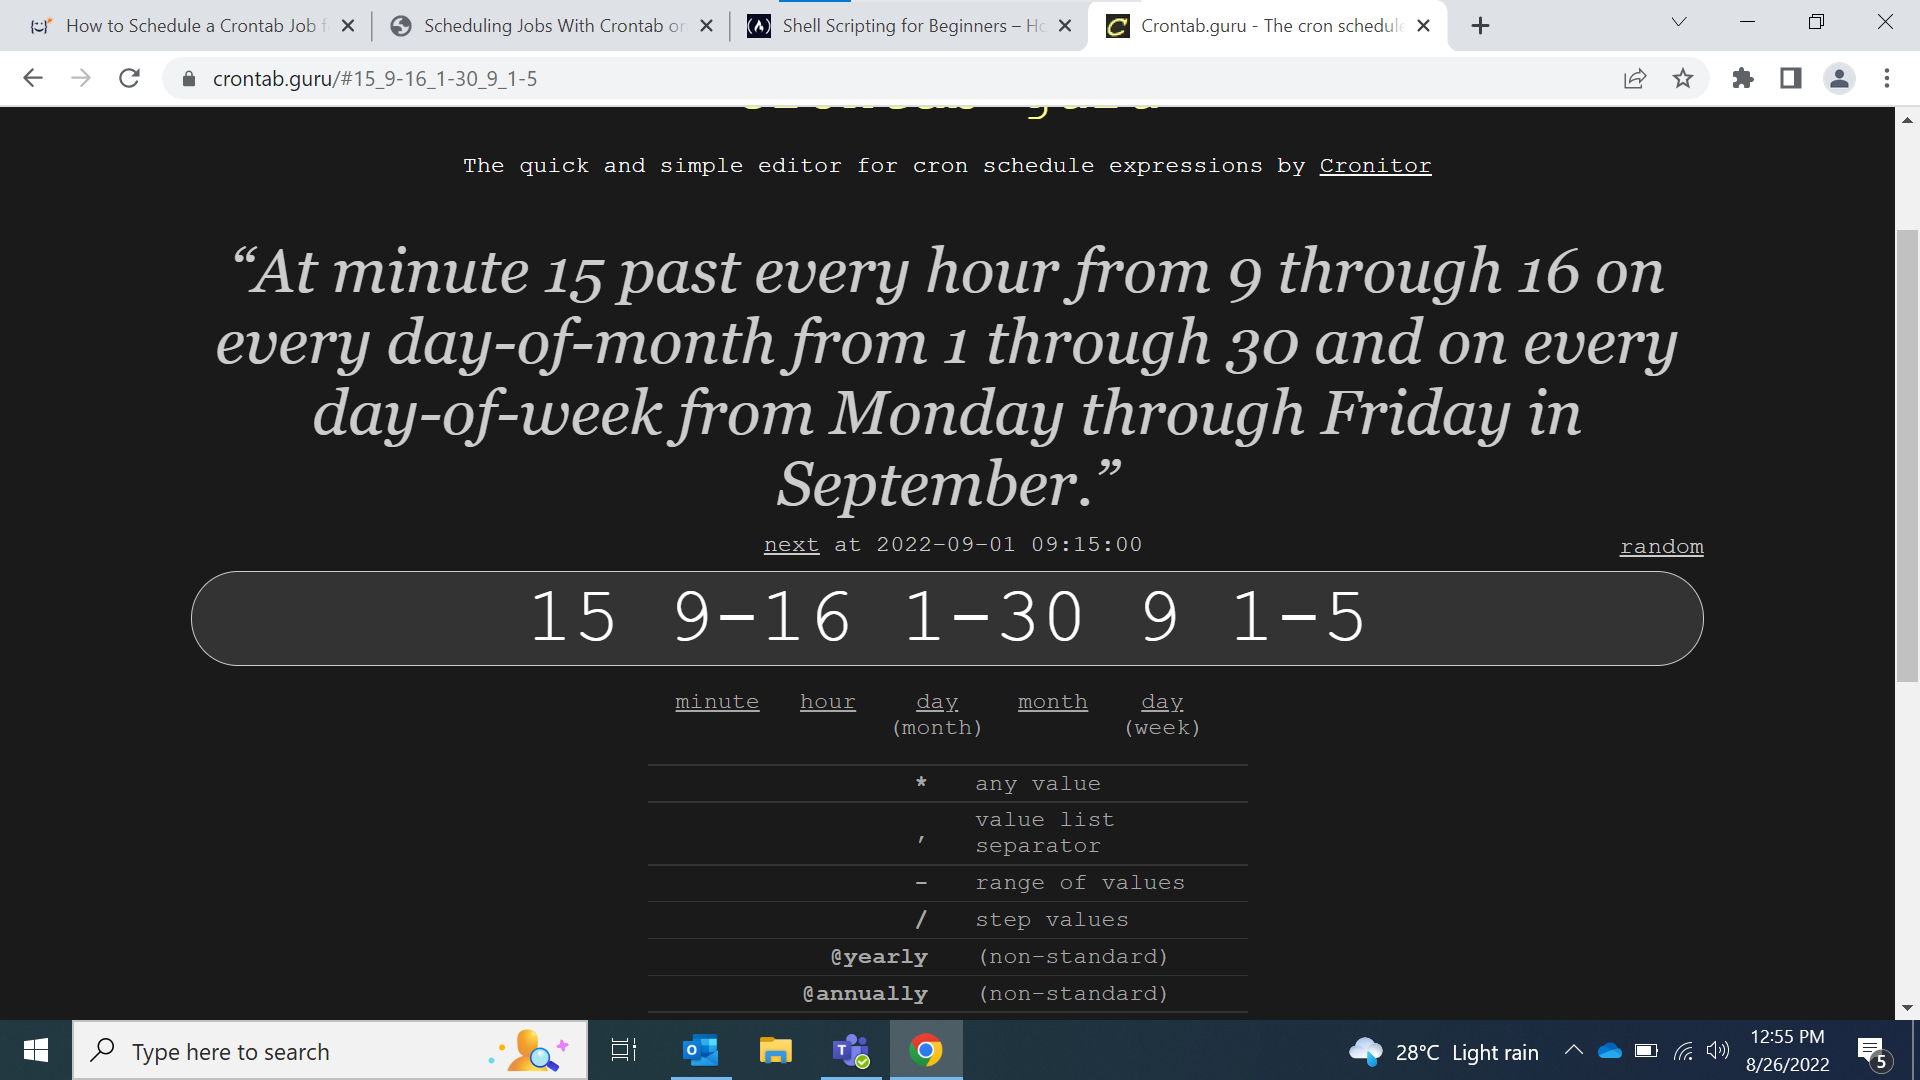 How to Schedule a Crontab Job f
Scheduling Jobs With Crontab on
Shell Scripting for Beginners – Ho
Crontab.guru - The cron schedule
crontab.guru/#15_9-16_1-30_9_1-5
The quick and simple editor for cron schedule expressions by Cronitor
“At minute 15 past every hour from 9 through 16 on
every day-of-month from 1 through 30 and on every
day-of-week from Monday through Friday in
September.”
next at 2022-09-01 09:15:00
random
15 9-16 1-30 9 1-5
minute hour day month day
(month) (week)
* any value
, value list
separator
- range of values
/ step values
@yearly (non-standard)
@annually (non-standard)
Type here to search
28°C Light rain
12:55 PM
8/26/2022
5